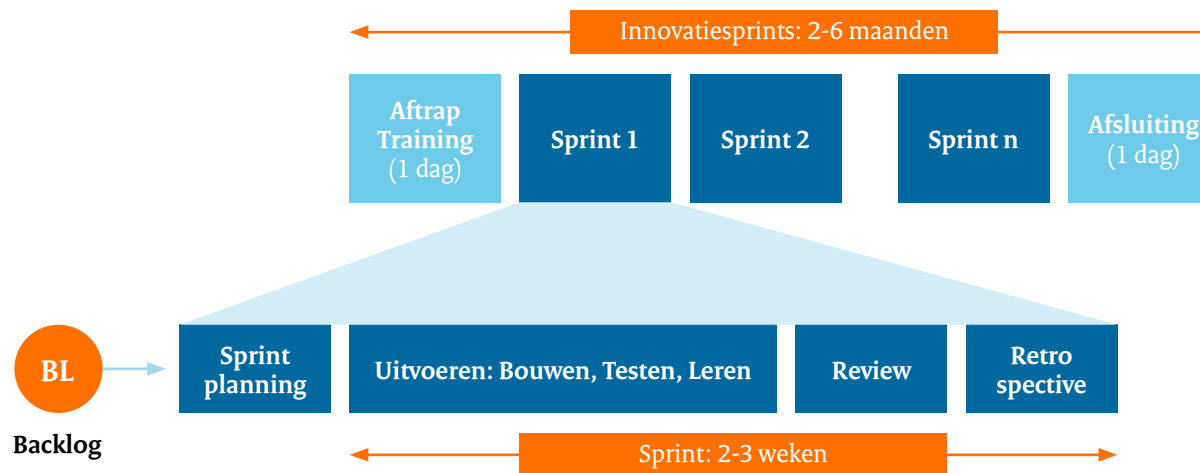 Innovatiesprints: 2-6 maanden
Aftrap
Training
(1 dag)
Sprint 1
Sprint 2
Sprint n
Afsluiting
(1 dag)
BL
Backlog
Sprint
planning
Uitvoeren: Bouwen, Testen, Leren
Review
Retro
spective
Sprint: 2-3 weken